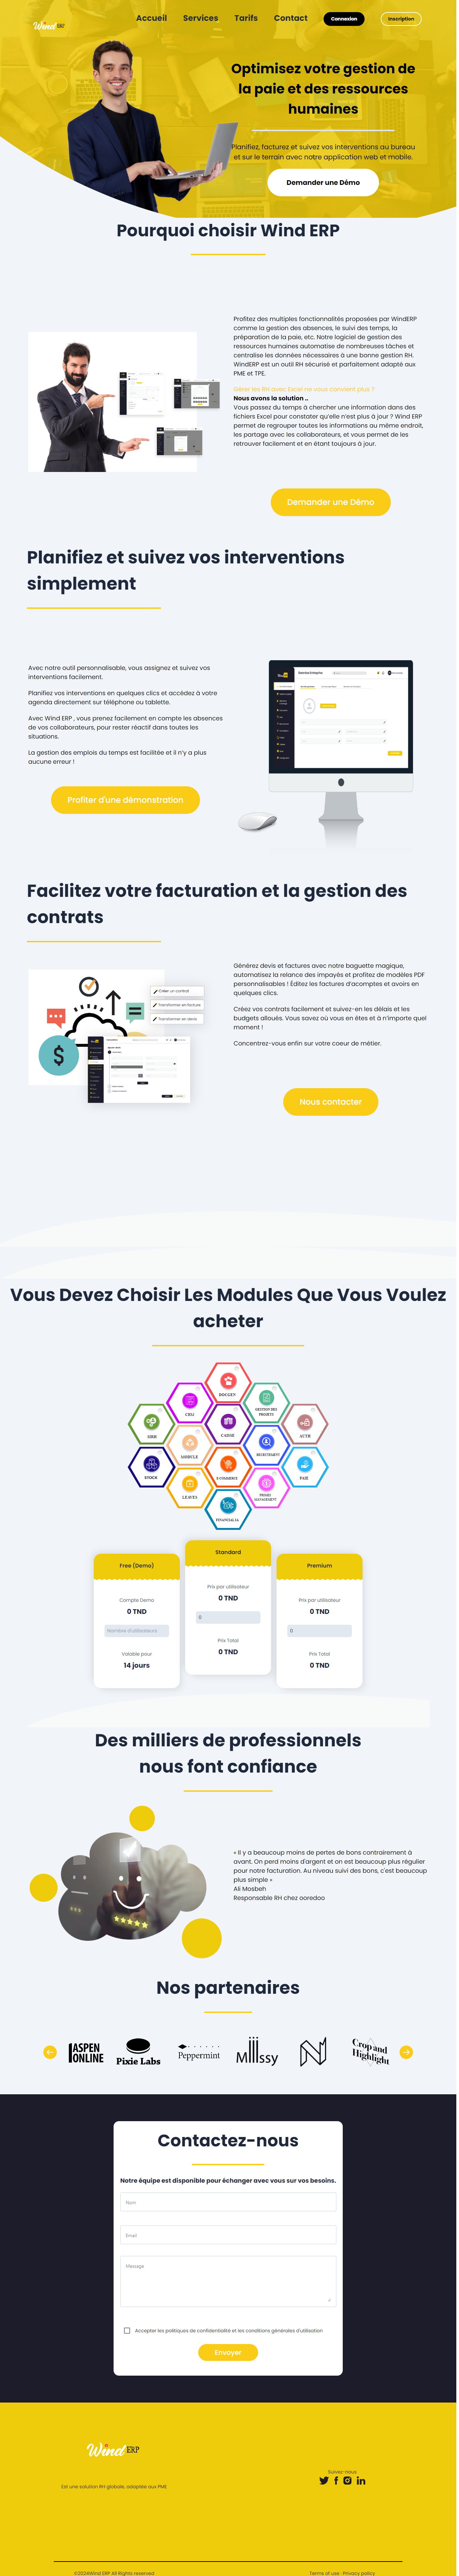 Wind ERP
Accueil
Services
Tarifs
Contact
Connexion
Inscription
Optimisez votre gestion de
la paie et des ressources
humaines
Planifiez, facturez et suivez vos interventions au bureau
et sur le terrain avec notre application web et mobile.
Demander une Démo
Pourquoi choisir Wind ERP
Profitez des multiples fonctionnalités proposées par WindERP
comme la gestion des absences, le suivi des temps, la
préparation de la paie, etc. Notre logiciel de gestion des
ressources humaines automatise de nombreuses tâches et
centralise les données nécessaires à une bonne gestion RH.
WindERP est un outil RH sécurisé et parfaitement adapté aux
PME et TPE.
Gérer les RH avec Excel ne vous convient plus ?
Nous avons la solution ..
Vous passez du temps à chercher une information dans des
fichiers Excel pour constater qu'elle n'est plus à jour ? Wind ERP
permet de regrouper toutes les informations au même endroit,
les partage avec les collaborateurs, et vous permet de les
retrouver facilement et en étant toujours à jour.
Demander une Démo
Planifiez et suivez vos interventions
simplement
Avec notre outil personnalisable, vous assignez et suivez vos
interventions facilement.
Planifiez vos interventions en quelques clics et accédez à votre
agenda directement sur téléphone ou tablette.
Avec Wind ERP , vous prenez facilement en compte les absences
de vos collaborateurs, pour rester réactif dans toutes les
situations.
La gestion des emplois du temps est facilitée et il n'y a plus
aucune erreur !
Profiter d'une démonstration
Facilitez votre facturation et la gestion des
contrats
Créer un contrat
Transformer en facture
Transformer en devis
Générez devis et factures avec notre baguette magique,
automatisez la relance des impayés et profitez de modèles PDF
personnalisables ! Éditez les factures d'acomptes et avoirs en
quelques clics.
Créez vos contrats facilement et suivez-en les délais et les
budgets alloués. Vous savez où vous en êtes et à n'importe quel
moment !
Concentrez-vous enfin sur votre coeur de métier.
Nous contacter
Vous Devez Choisir Les Modules Que Vous Voulez
acheter
DOCGEN
CRM
GESTION DES
PROJETS
HRM
CAISSE
AUTH
MODULE
RECRUTEMENT
STOCK
ECOMMERCE
PAIE
LEAVES
PROJET
MANAGEMENT
FINANCIALAA
Free (Demo)
Compte Demo
0 TND
Nombre d'utilisateurs
Valable pour
14 jours
Standard
Prix par utilisateur
0 TND
0
Prix Total
0 TND
Premium
Prix par utilisateur
0 TND
0
Prix Total
0 TND
Des milliers de professionnels
nous font confiance
« Il y a beaucoup moins de pertes de bons contrairement à
avant. On perd moins d'argent et on est beaucoup plus régulier
pour notre facturation. Au niveau suivi des bons, c'est beaucoup
plus simple »
Ali Mosbeh
Responsable RH chez ooredoo
Nos partenaires
ASPEN
ONLINE
Pixie Labs
Peppermint
Milssy
Crop and
Highlight
Contactez-nous
Notre équipe est disponible pour échanger avec vous sur vos besoins.
Nom
Email
Message
Accepter les politiques de confidentialité et les conditions générales d'utilisation
Envoyer
Wind ERP
Est une solution RH globale, adaptée aux PME
Suivez-nous
©2024Wind ERP. All Rights reserved
Terms of use . Privacy policy